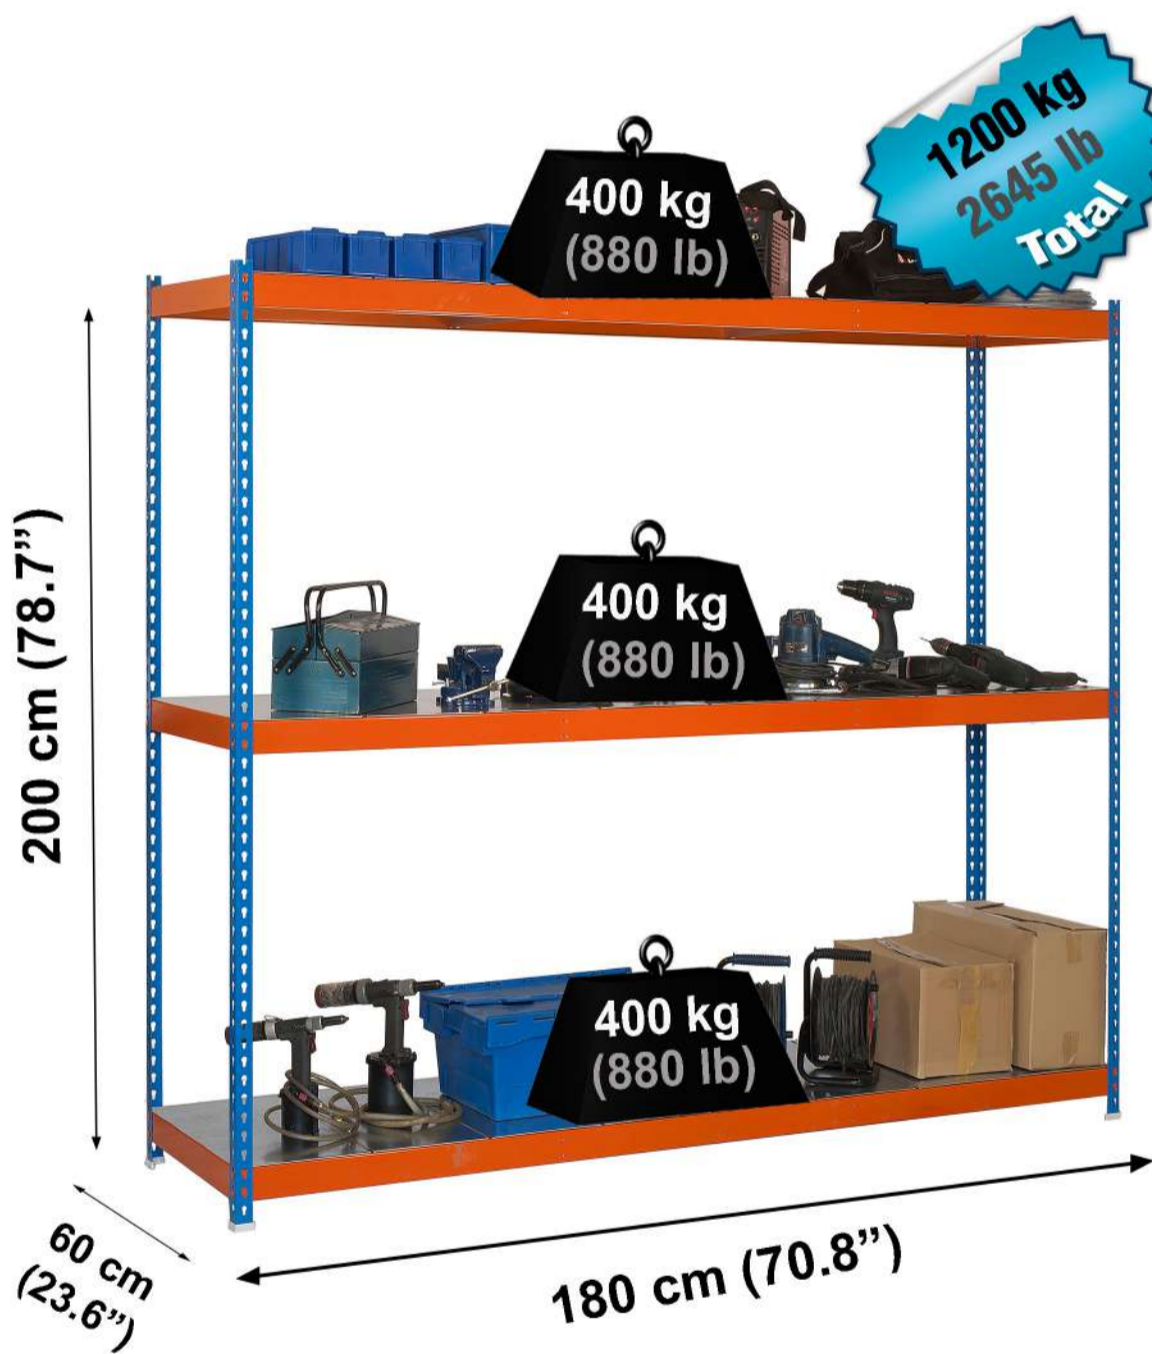 1200 kg
2645 lb
Total
400 kg
(880 lb)
400 kg
(880 lb)
400 kg
(880 lb)
200 cm (78.7”)
60 cm
(23.6”)
180 cm (70.8”)